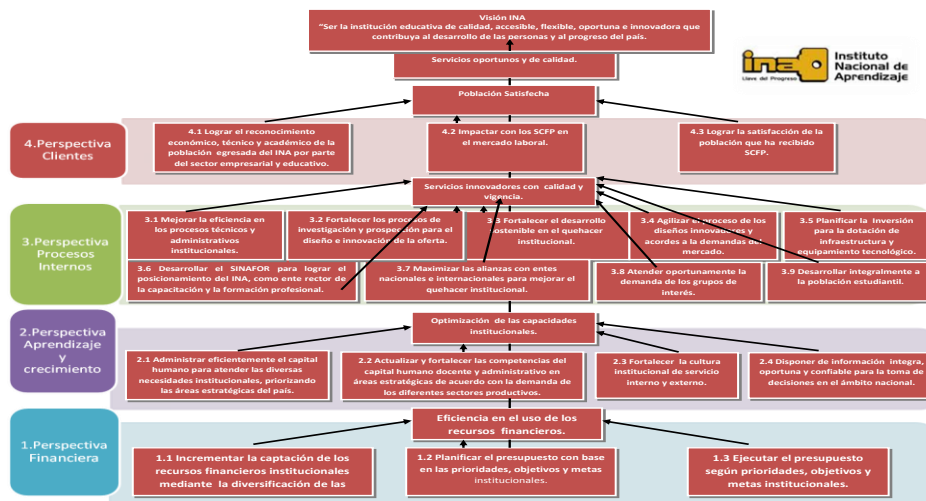 Visión INA
"Ser la institución educativa de calidad, accesible, flexible, oportuna e innovadora que
contribuya al desarrollo de las personas y al progreso del país.
Servicios oportunos y de calidad.
ina
Llave del Progreso
Instituto
Nacional de
Aprendizaje
Población Satisfecha
4.Perspectiva
Clientes
4.1 Lograr el reconocimiento
económico, técnico y académico de la
población egresada del INA por parte
del sector empresarial y educativo.
4.2 Impactar con los SCFP en
el mercado laboral.
4.3 Lograr la satisfacción de la
población que ha recibido
SCFP.
Servicios innovadores con calidad y
vigencia.
3.Perspectiva
Procesos
Internos
3.1 Mejorar la eficiencia en
los procesos técnicos y
administrativos
institucionales.
3.2 Fortalecer los procesos de
investigación y prospección para el
diseño e innovación de la oferta.
3.3 Fortalecer el desarrollo
sostenible en el quehacer
institucional.
3.4 Agilizar el proceso de los
diseños innovadores y
acordes a la demandas del
mercado.
3.5 Planificar la Inversión
para la dotación de
infraestructura y
equipamiento tecnológico.
3.6 Desarrollar el SINAFOR para lograr el
posicionamiento del INA, como ente rector de
la capacitación y la formación profesional.
3.7 Maximizar las alianzas con entes
nacionales e internacionales para mejorar el
quehacer institucional.
3.8 Atender oportunamente la
demanda de los grupos de
interés.
3.9 Desarrollar integralmente a
la población estudiantil.
2.Perspectiva
Aprendizaje
y
crecimiento
Optimización de las capacidades
institucionales.
2.1 Administrar eficientemente el capital
humano para atender las diversas
necesidades institucionales, priorizando
las áreas estratégicas del país.
2.2 Actualizar y fortalecer las competencias del
capital humano docente y administrativo en
áreas estratégicas de acuerdo con la demanda de
los diferentes sectores productivos.
2.3 Fortalecer la cultura
institucional de servicio
interno y externo.
2.4 Disponer de información integra,
oportuna y confiable para la toma de
decisiones en el ámbito nacional.
1.Perspectiva
Financiera
Eficiencia en el uso de los
recursos financieros.
1.1 Incrementar la captación de los
recursos financieros institucionales
mediante la diversificación de las
1.2 Planificar el presupuesto con base
en las prioridades, objetivos y metas
institucionales.
1.3 Ejecutar el presupuesto
según prioridades, objetivos y
metas institucionales.